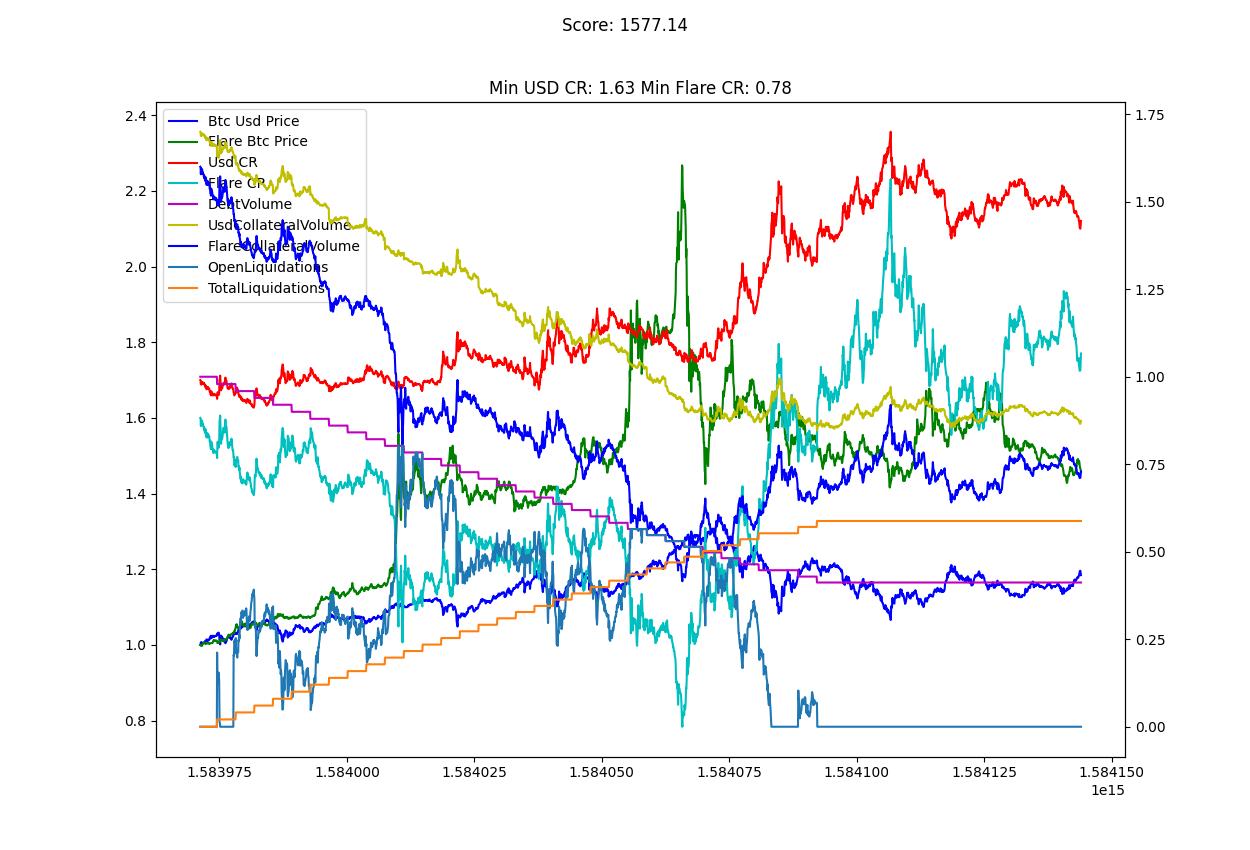 Score: 1577.14
Min USD CR: 1.63 Min Flare CR: 0.78
Btc Usd Price
Flare Btc Price
Usd CR
Flare CR
DebtVolume
UsdCollateralVolume
FlareCollateralVolume
OpenLiquidations
TotalLiquidations
2.4
2.2
2.0
1.8
1.6
1.4
1.2
1.0
0.8
1.75
1.50
1.25
1.00
0.75
0.50
0.25
0.00
1.583975 1.584000 1.584025 1.584050 1.584075 1.584100 1.584125 1.584150
1e15